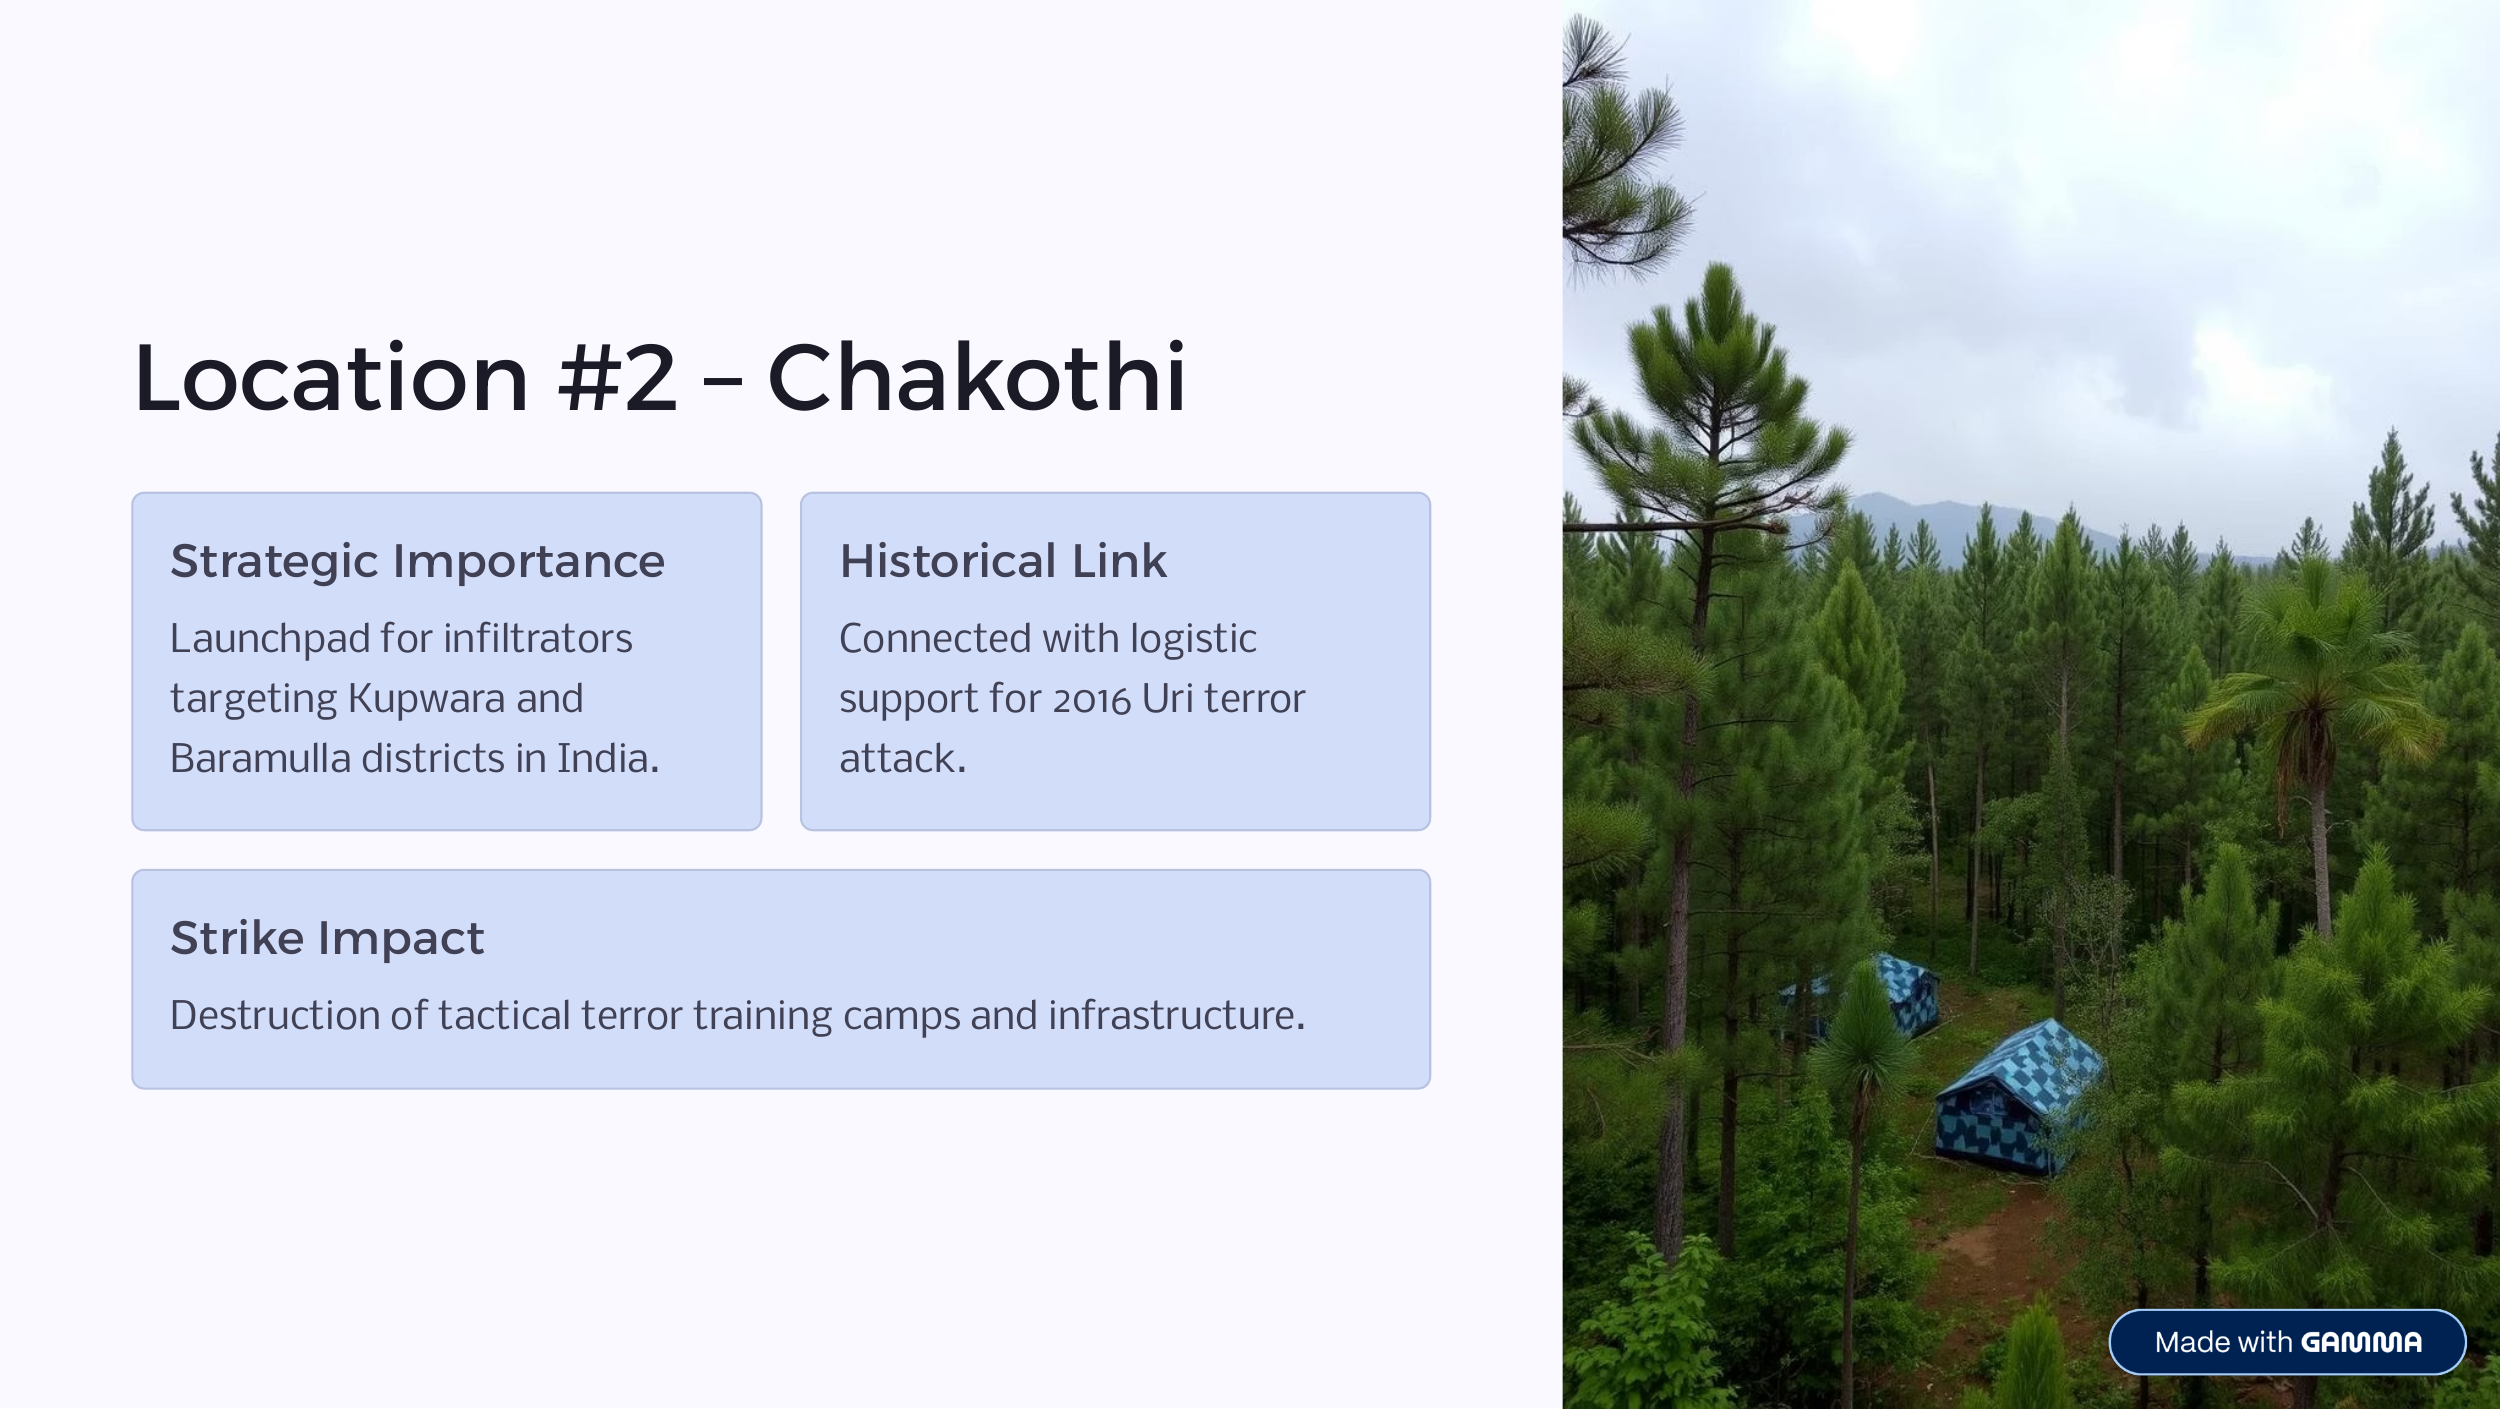 Location #2 – Chakothi
Strategic Importance
Launchpad for infiltrators
targeting Kupwara and
Baramulla districts in India.
Historical Link
Connected with logistic
support for 2016 Uri terror
attack.
Strike Impact
Destruction of tactical terror training camps and infrastructure.
Made with GAMMA